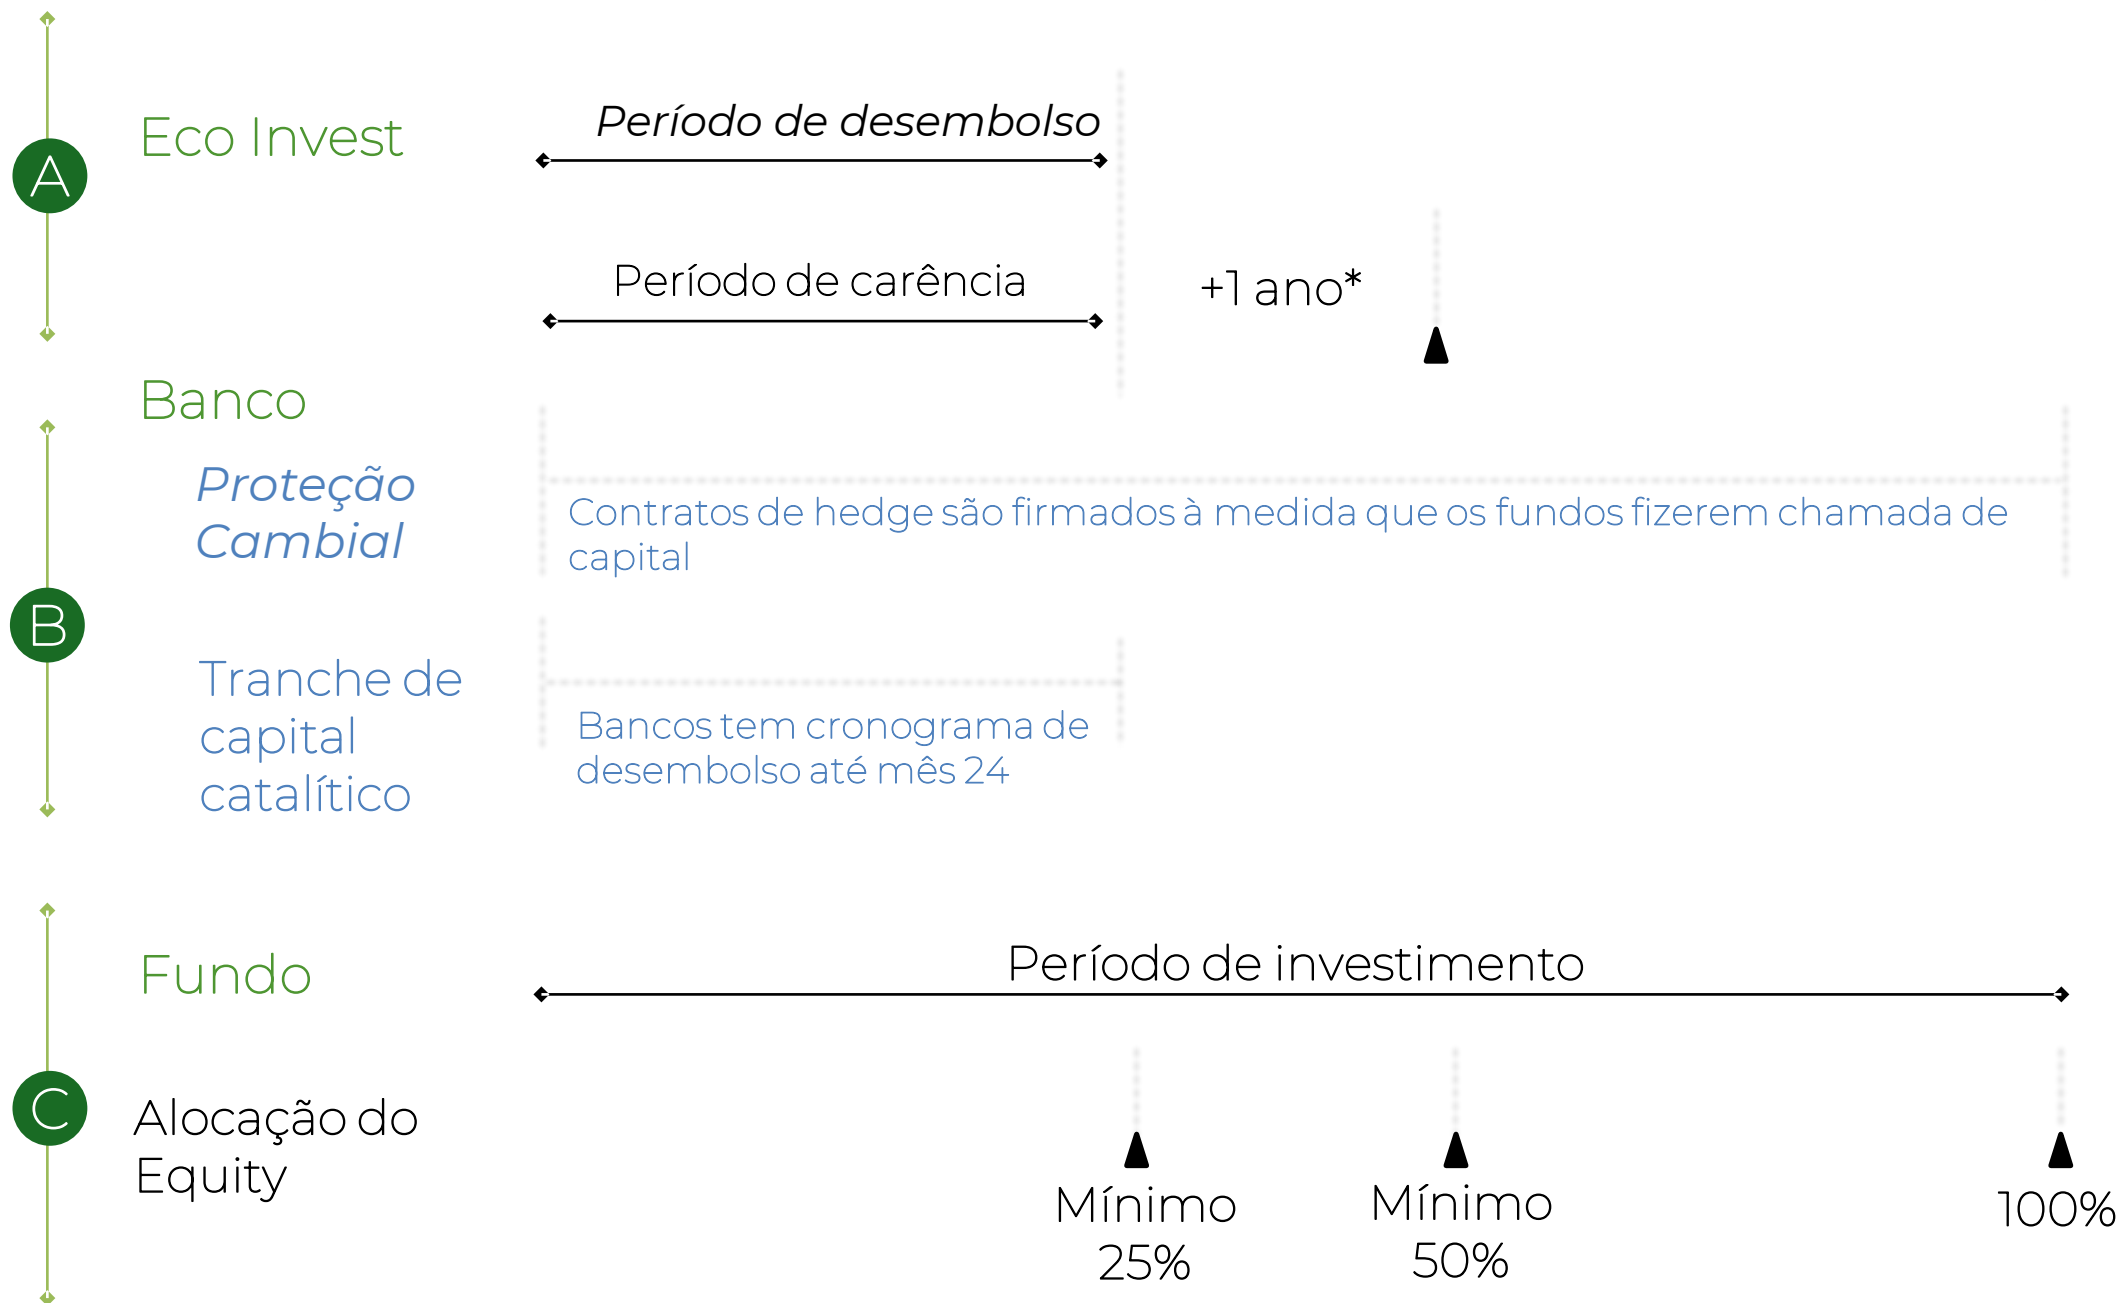 A
Eco Invest
Período de desembolso
Período de carência
+1 ano*
B
Banco
Proteção
Cambial
Contratos de hedge são firmados à medida que os fundos fizerem chamada de
capital
Tranche de
capital
catalítico
Bancos tem cronograma de
desembolso até mês 24
C
Fundo
Período de investimento
Alocação do
Equity
Mínimo
25%
Mínimo
50%
100%